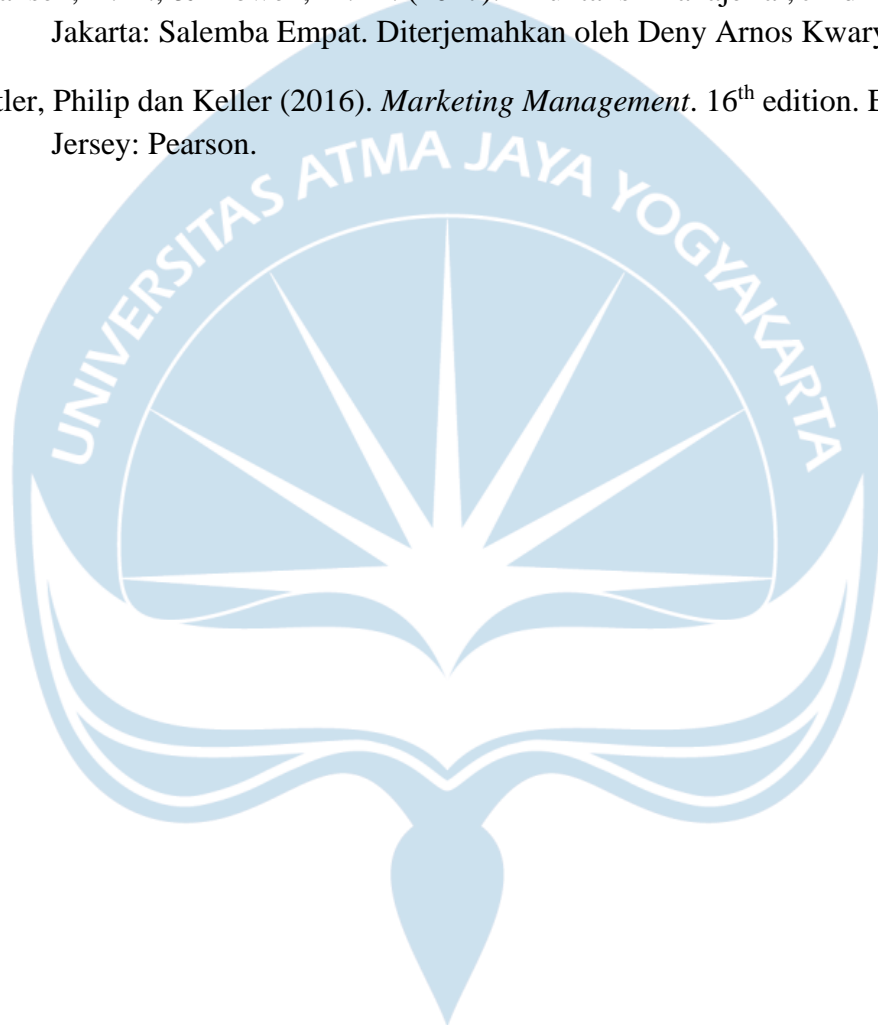 Jakarta: Salemba Empat. Diterjemahkan oleh Deny Arnos Kwary
tler, Philip dan Keller (2016). Marketing Management. 16th edition.
Jersey: Pearson.
UNIVERSITAS ATMA JAYA YOGYAKARTA